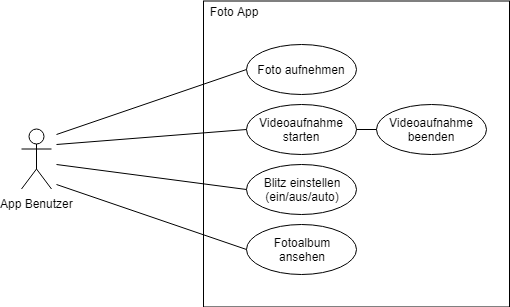 Foto App
Foto aufnehmen
Videoaufnahme
starten
Videoaufnahme
beenden
Blitz einstellen
(ein/aus/auto)
App Benutzer
Fotoalbum
ansehen